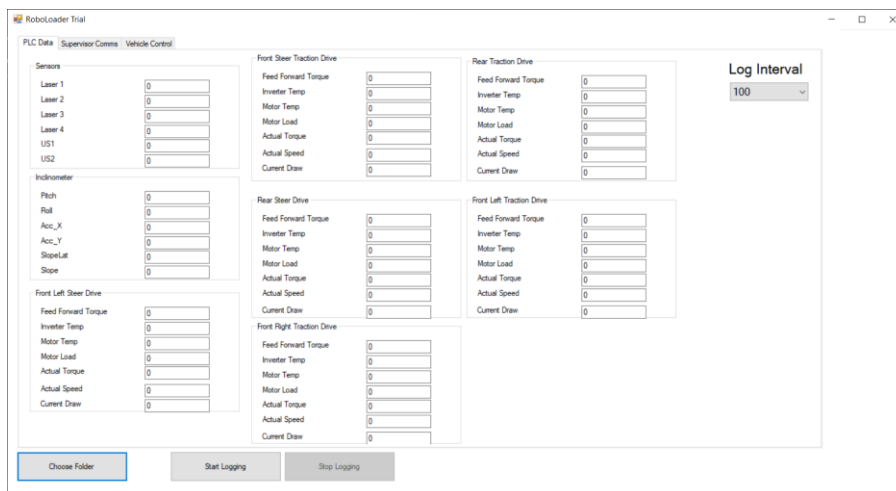 RoboLoader Trial
PLC Data Supervisor Comms Vehicle Control
Sensors
Laser 1 0
Laser 2 0
Laser 3 0
Laser 4 0
US1 0
US2 0
Inclinometer
Pitch 0
Roll 0
Acc_X 0
Acc_Y 0
SlopeLat 0
Slope 0
Front Left Steer Drive
Feed Forward Torque 0
Inverter Temp 0
Motor Temp 0
Motor Load 0
Actual Torque 0
Actual Speed 0
Current Draw 0
Front Steer Traction Drive
Feed Forward Torque 0
Inverter Temp 0
Motor Temp 0
Motor Load 0
Actual Torque 0
Actual Speed 0
Current Draw 0
Rear Steer Drive
Feed Forward Torque 0
Inverter Temp 0
Motor Temp 0
Motor Load 0
Actual Torque 0
Actual Speed 0
Current Draw 0
Front Right Traction Drive
Feed Forward Torque 0
Inverter Temp 0
Motor Temp 0
Motor Load 0
Actual Torque 0
Actual Speed 0
Current Draw 0
Rear Traction Drive
Feed Forward Torque 0
Inverter Temp 0
Motor Temp 0
Motor Load 0
Actual Torque 0
Actual Speed 0
Current Draw 0
Front Left Traction Drive
Feed Forward Torque 0
Inverter Temp 0
Motor Temp 0
Motor Load 0
Actual Torque 0
Actual Speed 0
Current Draw 0
Log Interval
100
Choose Folder Start Logging Stop Logging